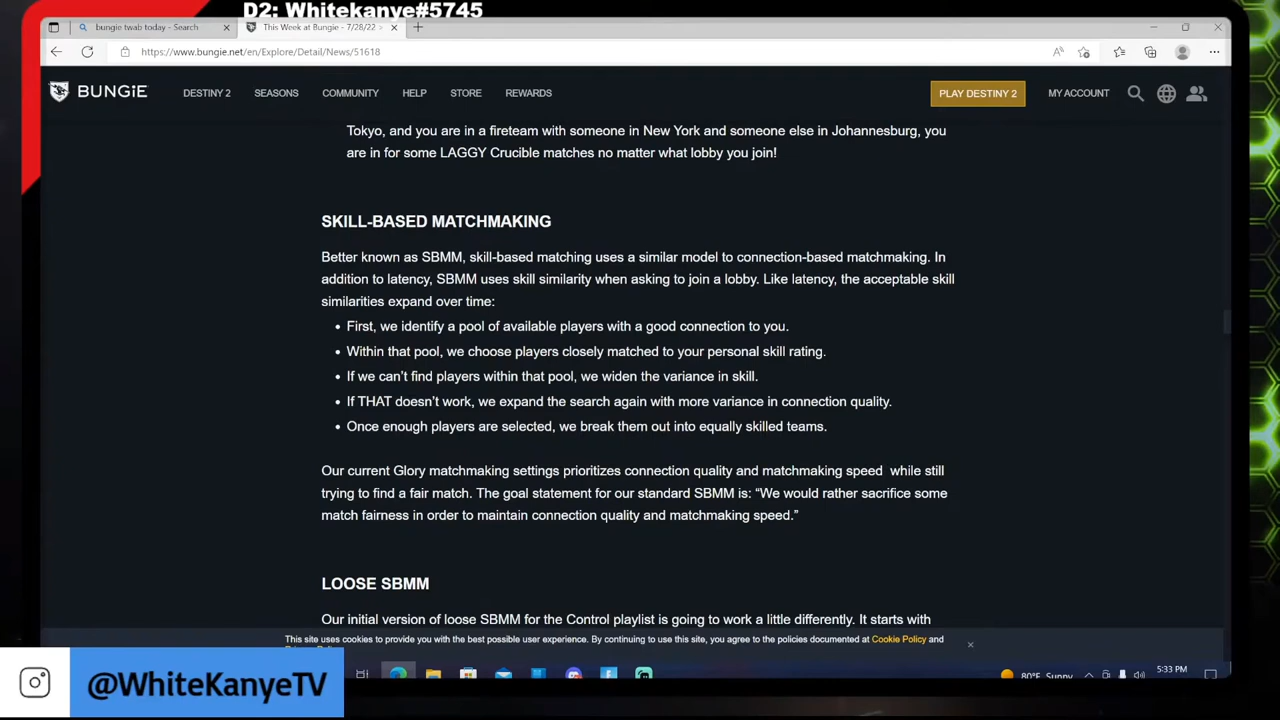 D2: Whitekanye#5745
bungie twab today - Search
This Week at Bungie - 7/28/22
https://www.bungie.net/en/Explore/Detail/News/51618
BUNGiE DESTINY 2 SEASONS COMMUNITY HELP STORE REWARDS PLAY DESTINY 2 MY ACCOUNT
Tokyo, and you are in a fireteam with someone in New York and someone else in Johannesburg, you
are in for some LAGGY Crucible matches no matter what lobby you join!
SKILL-BASED MATCHMAKING
Better known as SBMM, skill-based matching uses a similar model to connection-based matchmaking. In
addition to latency, SBMM uses skill similarity when asking to join a lobby. Like latency, the acceptable skill
similarities expand over time:
• First, we identify a pool of available players with a good connection to you.
• Within that pool, we choose players closely matched to your personal skill rating.
• If we can't find players within that pool, we widen the variance in skill.
• If THAT doesn't work, we expand the search again with more variance in connection quality.
• Once enough players are selected, we break them out into equally skilled teams.
Our current Glory matchmaking settings prioritizes connection quality and matchmaking speed while still
trying to find a fair match. The goal statement for our standard SBMM is: “We would rather sacrifice some
match fairness in order to maintain connection quality and matchmaking speed.”
LOOSE SBMM
Our initial version of loose SBMM for the Control playlist is going to work a little differently. It starts with
This site uses cookies to provide you with the best possible user experience. By continuing to use this site, you agree to the policies documented at Cookie Policy and
80°F Sunny
5:33 PM
@WhiteKanyeTV